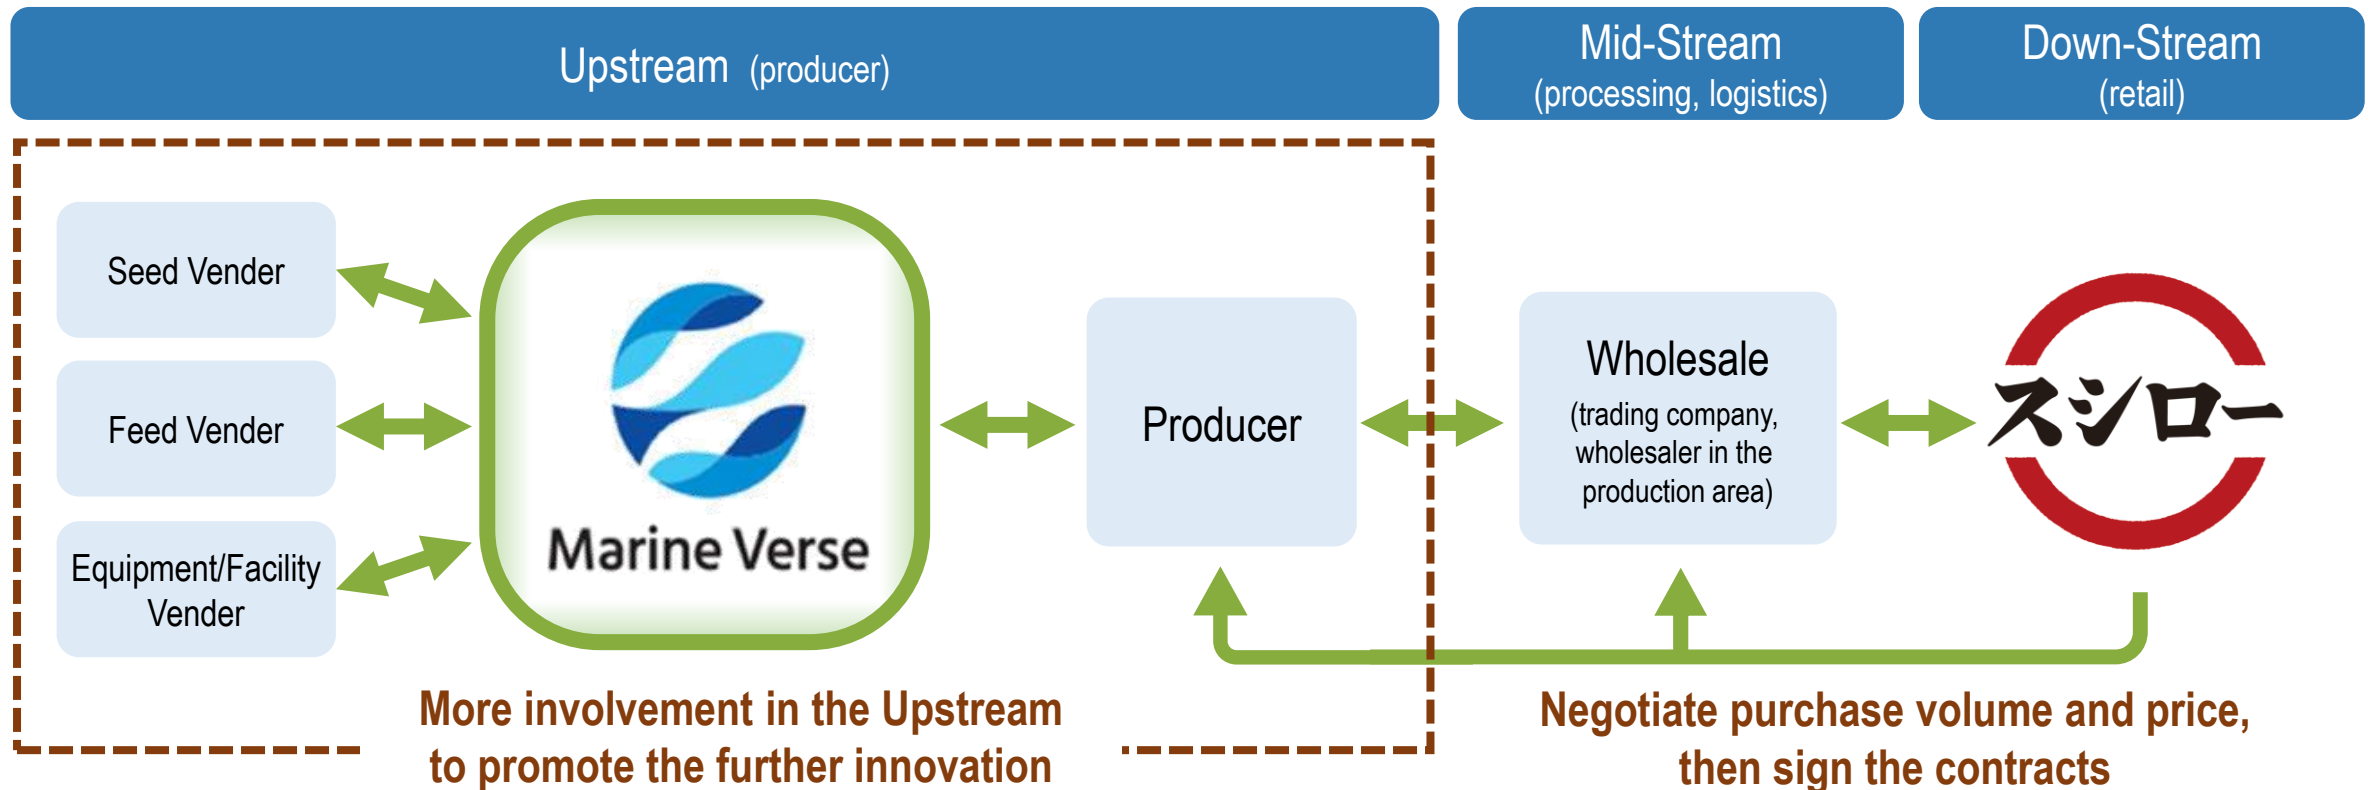 Upstream (producer)
Mid-Stream
(processing, logistics)
Down-Stream
(retail)
Seed Vender
Feed Vender
Equipment/Facility
Vender
Marine Verse
Producer
Wholesale
(trading company,
wholesaler in the
production area)
スシロー
More involvement in the Upstream
to promote the further innovation
Negotiate purchase volume and price,
then sign the contracts